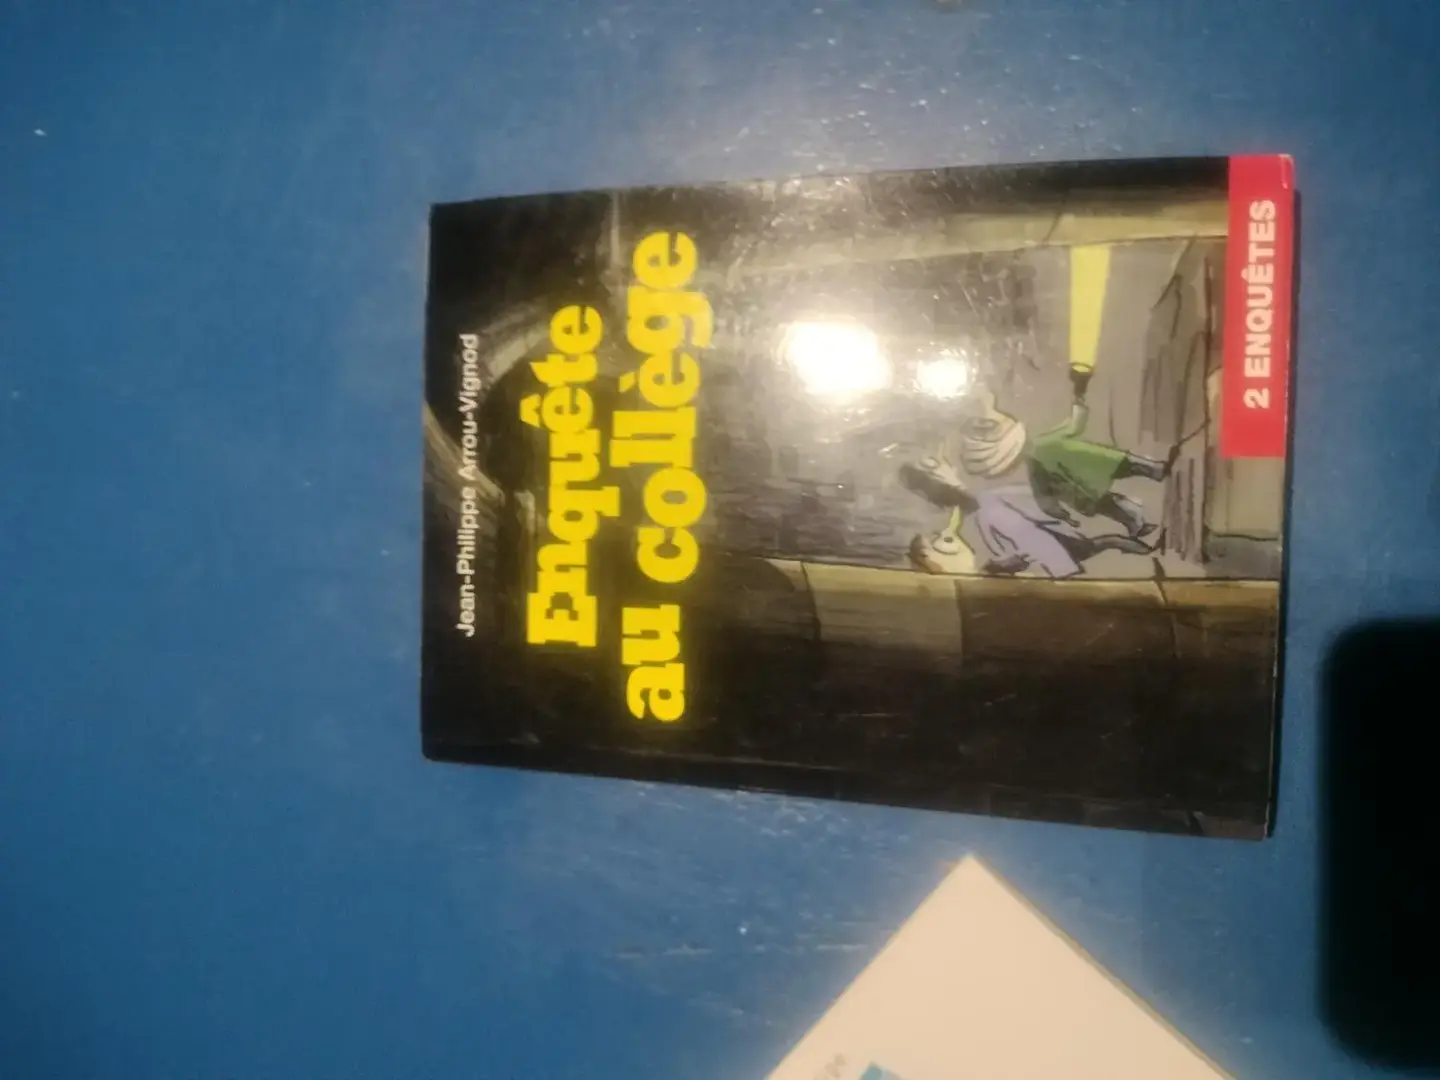 Jean-Philippe Arrou-Vignod
Enquête
au collège
2 ENQUÊTES